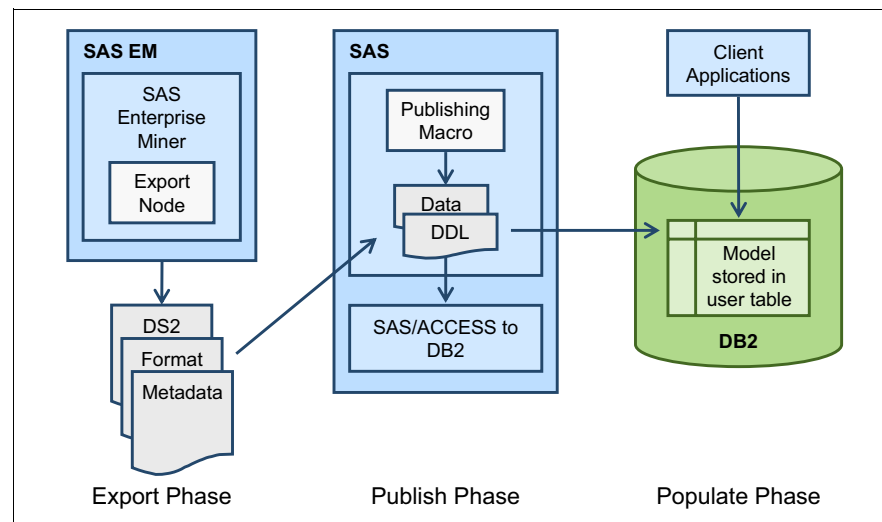 SAS EM
SAS
Enterprise
Miner
Export
Node
DS2
Format
Metadata
Export Phase
SAS
Publishing
Macro
Data
DDL
SAS/ACCESS to
DB2
Publish Phase
Client
Applications
Model
stored in
user table
DB2
Populate Phase